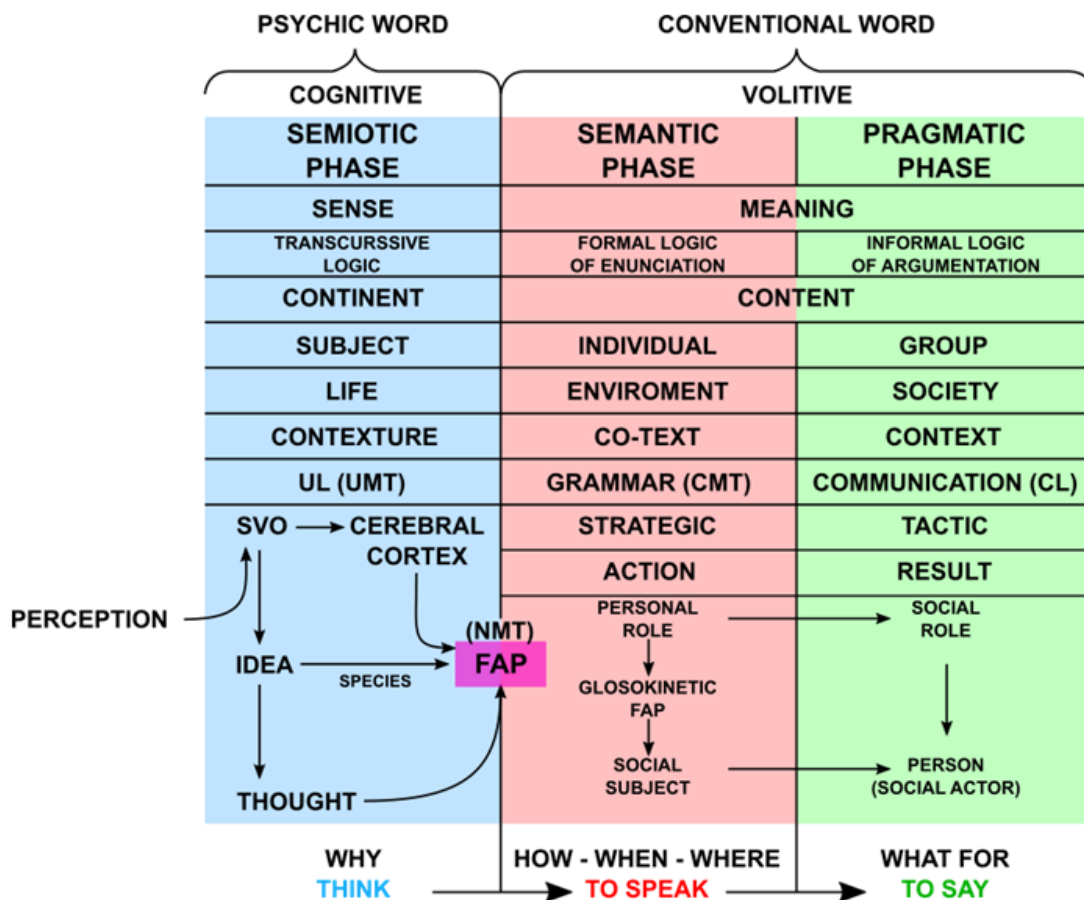 PSYCHIC WORD
CONVENTIONAL WORD
COGNITIVE
VOLITIVE
SEMIOTIC
PHASE
SEMANTIC
PHASE
PRAGMATIC
PHASE
SENSE
MEANING
TRANSCURSSIVE
LOGIC
FORMAL LOGIC
OF ENUNCIATION
INFORMAL LOGIC
OF ARGUMENTATION
CONTINENT
CONTENT
SUBJECT
INDIVIDUAL
GROUP
LIFE
ENVIROMENT
SOCIETY
CONTEXTURE
CO-TEXT
CONTEXT
UL (UMT)
GRAMMAR (CMT)
COMMUNICATION (CL)
SVO
CEREBRAL
CORTEX
STRATEGIC
TACTIC
ACTION
RESULT
PERCEPTION
PERSONAL
ROLE
SOCIAL
ROLE
(NMT)
FAP
IDEA
SPECIES
GLOSOKINETIC
FAP
SOCIAL
SUBJECT
PERSON
(SOCIAL ACTOR)
THOUGHT
WHY
THINK
HOW - WHEN - WHERE
TO SPEAK
WHAT FOR
TO SAY